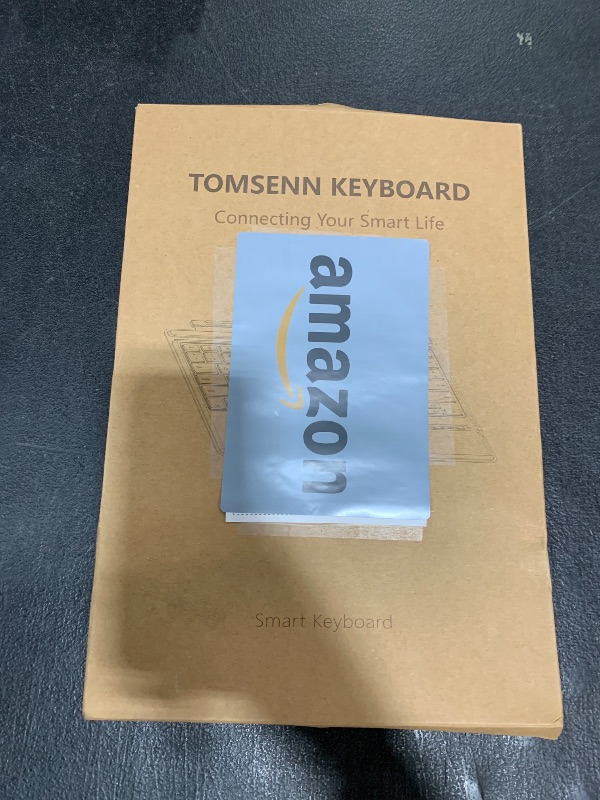 TOMSENN KEYBOARD
Connecting Your Smart Life
amazon
Smart Keyboard